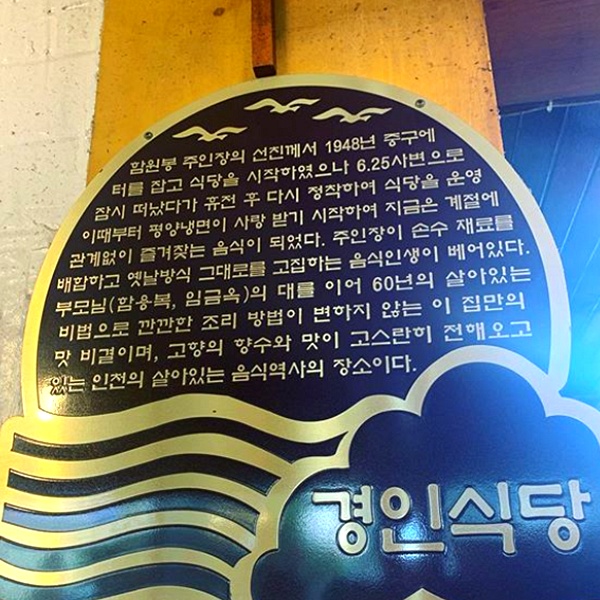 함원봉 주인장의 선친께서 1948년 중구에
터를 잡고 식당을 시작하였으나 6.25사변으로
잠시 떠났다가 휴전 후 다시 정착하여 식당을 운영
이때부터 평양냉면이 사랑 받기 시작하여 지금은 계절에
관계없이 즐겨찾는 음식이 되었다. 주인장이 손수 재료를
배합하고 옛날방식 그대로를 고집하는 음식인생이 베어있다.
부모님(함용복, 임금옥)의 대를 이어 60년의 살아있는
비법으로 깐깐한 조리 방법이 변하지 않는 이 집만의
맛 비결이며, 고향의 향수와 맛이 고스란히 전해오고
있는 인천의 살아있는 음식역사의 장소이다.
경인식당